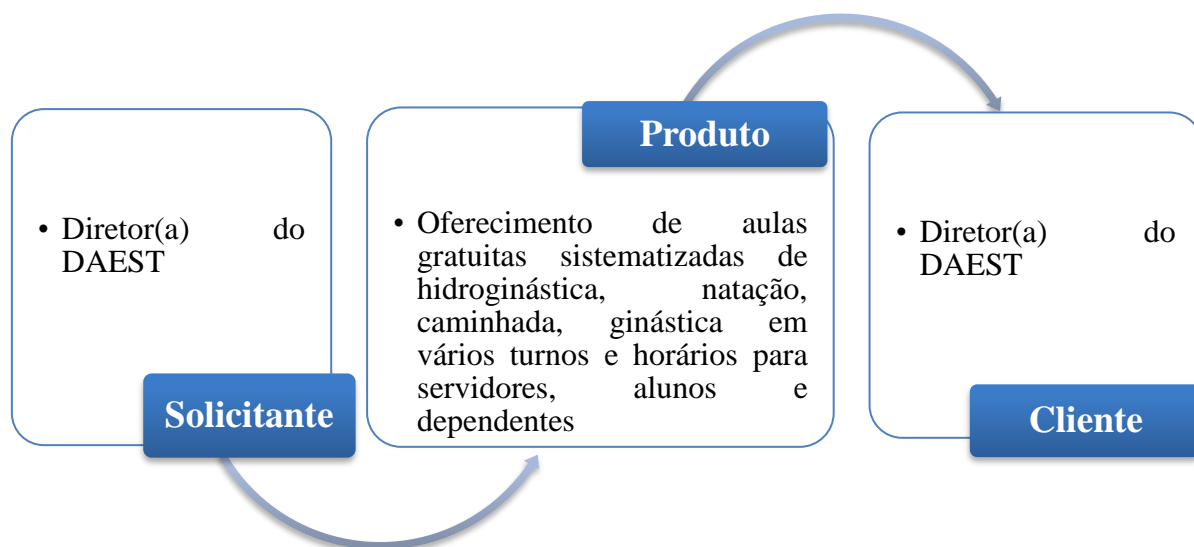 • Diretor(a) do
DAEST
Solicitante
Produto
• Oferecimento de aulas
gratuitas sistematizadas de
hidroginástica, natação,
caminhada, ginástica em
vários turnos e horários para
servidores, alunos e
dependentes
• Diretor(a) do
DAEST
Cliente